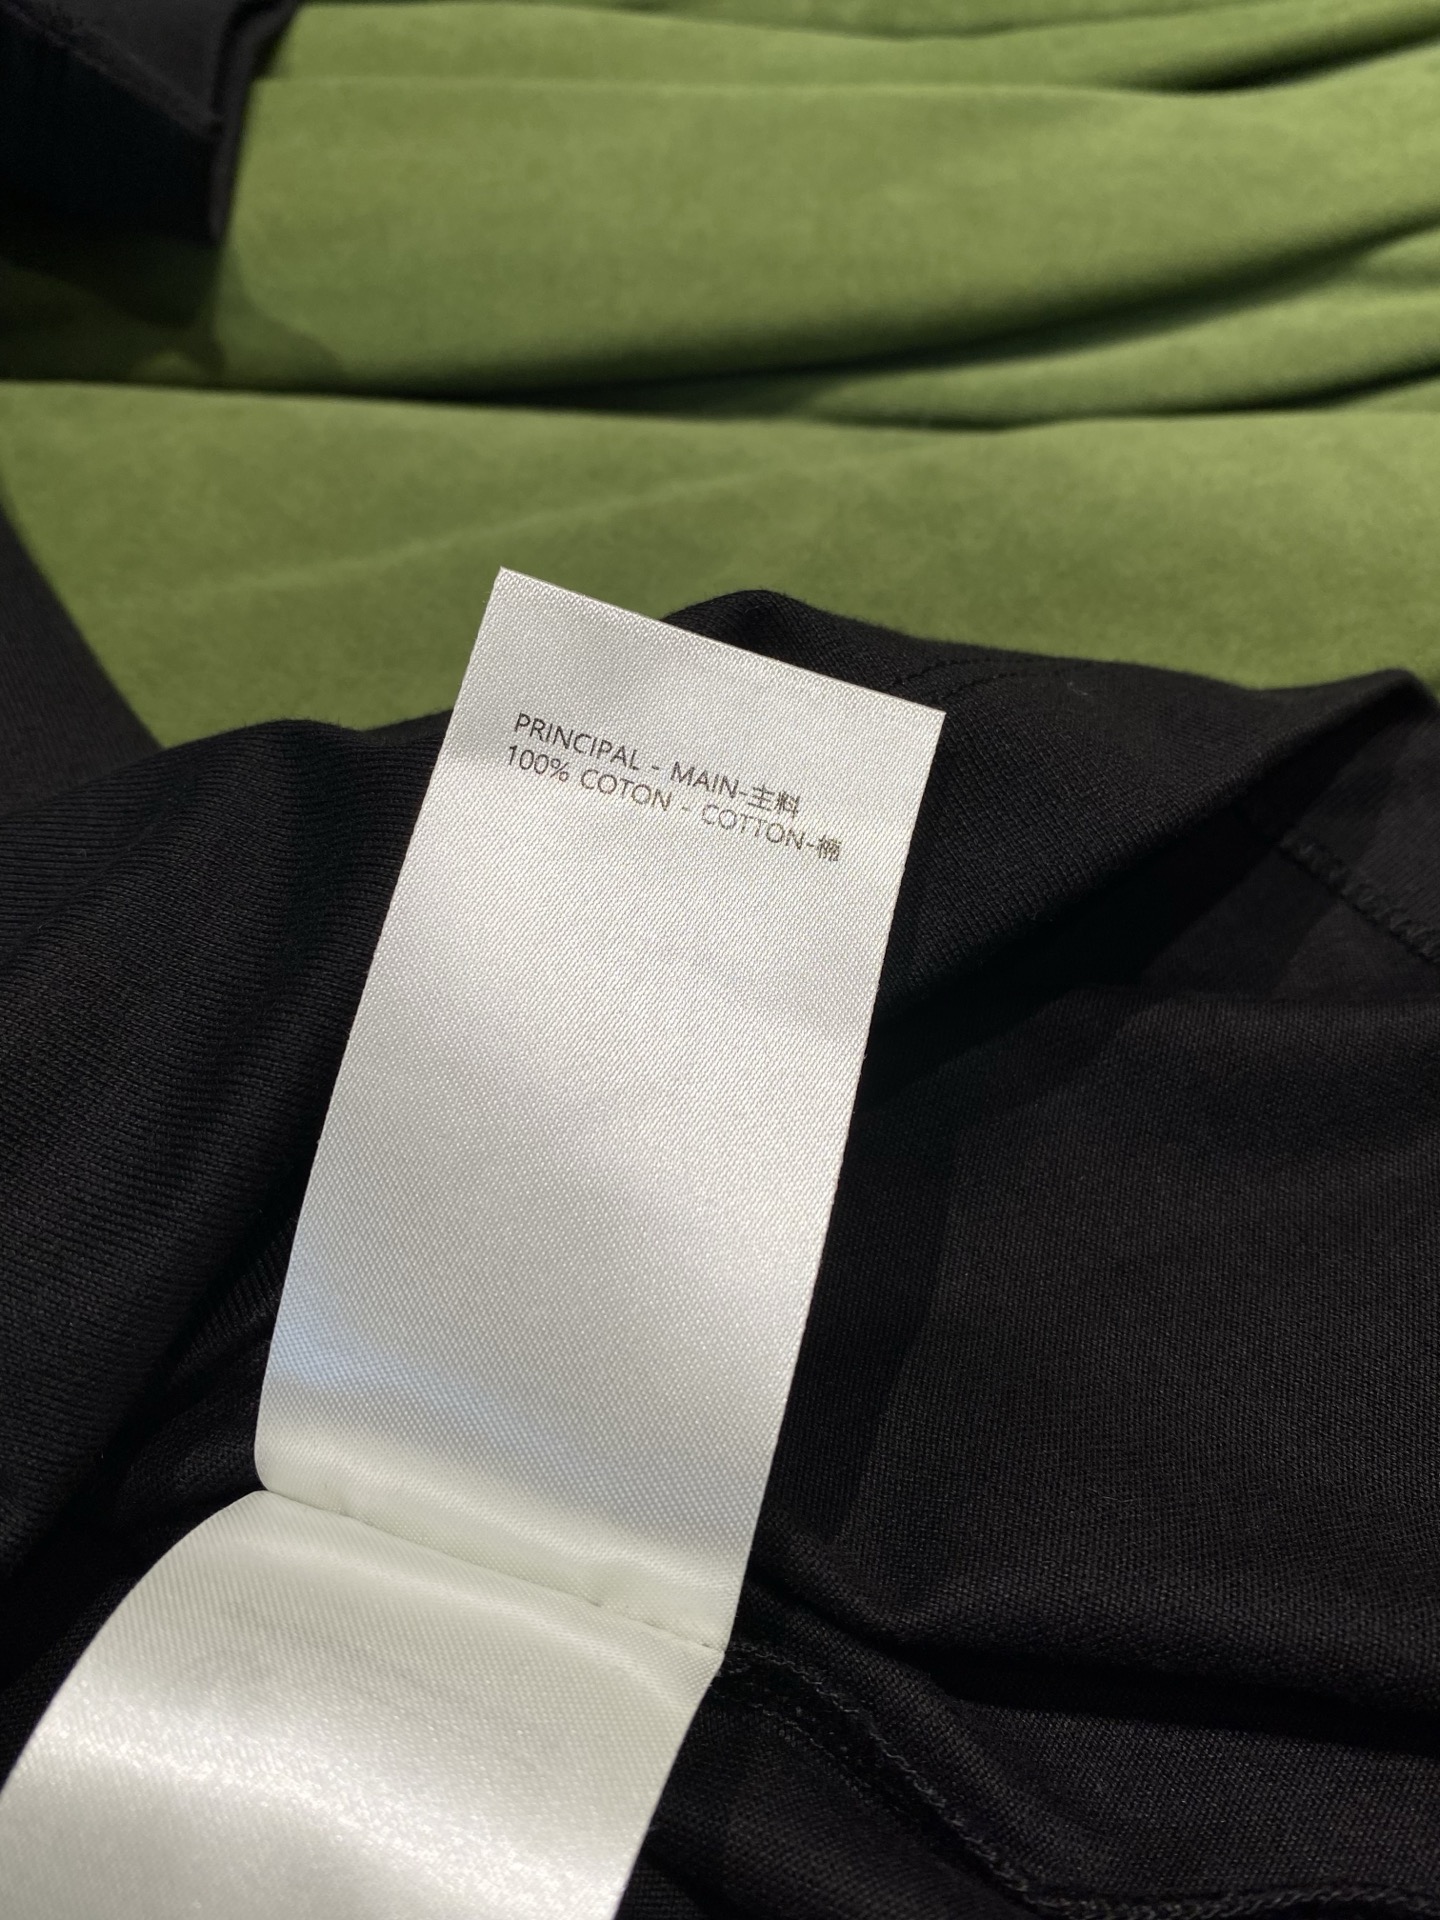 PRINCIPAL - MAIN-主料
100% COTON - COTTON-棉